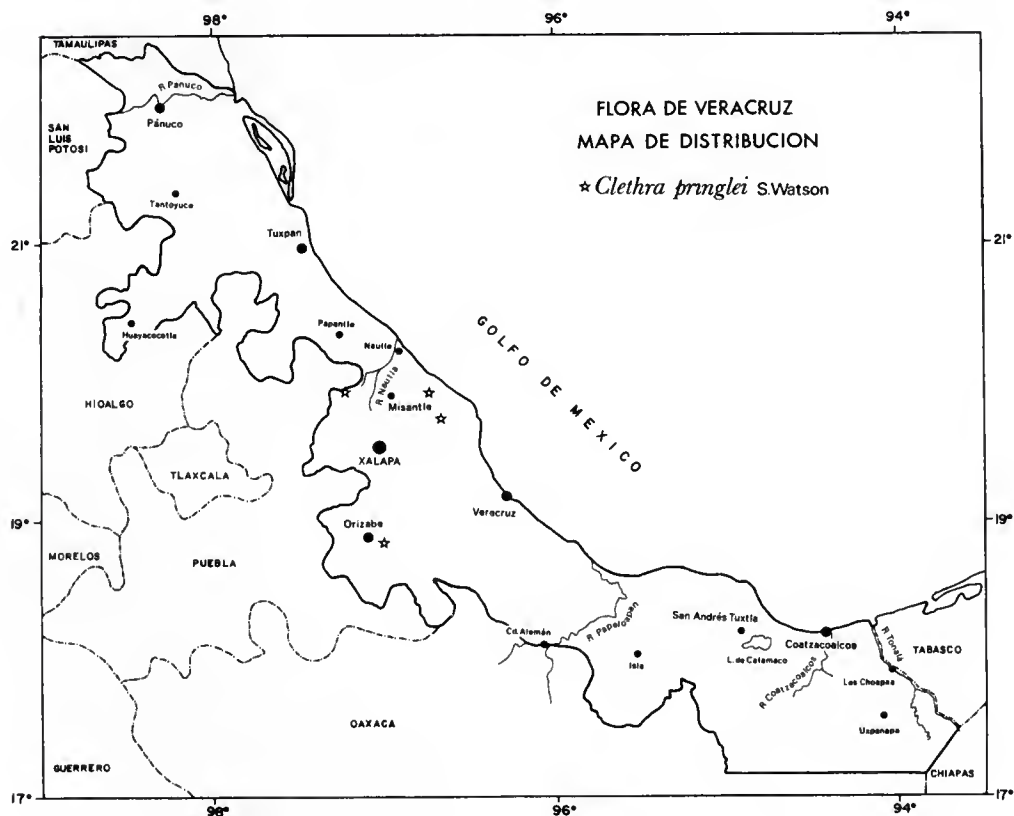 98°
96°
94°
TAMAULIPAS
R Panuco
Pánuco
SAN
LUIS
POTOSI
FLORA DE VERACRUZ
MAPA DE DISTRIBUCION
☆ Clethra pringlei S.Watson
Tantoyuca
21°
21°
Tuxpan
Huayacocotla
Papantla
Nautla
R Nautla
Misantla
GOLFO DE MEXICO
HIDALGO
XALAPA
TLAXCALA
Veracruz
19°
19°
Orizaba
MORELOS
PUEBLA
R Papaloapan
Cd. Alemán
San Andrés Tuxtla
Coatzacoalcos
R Tonalá
TABASCO
Isla
L. de Catemaco
R Coatzacoalcos
Las Choapas
OAXACA
Uxpanapa
GUERRERO
CHIAPAS
17°
17°
98°
96°
94°